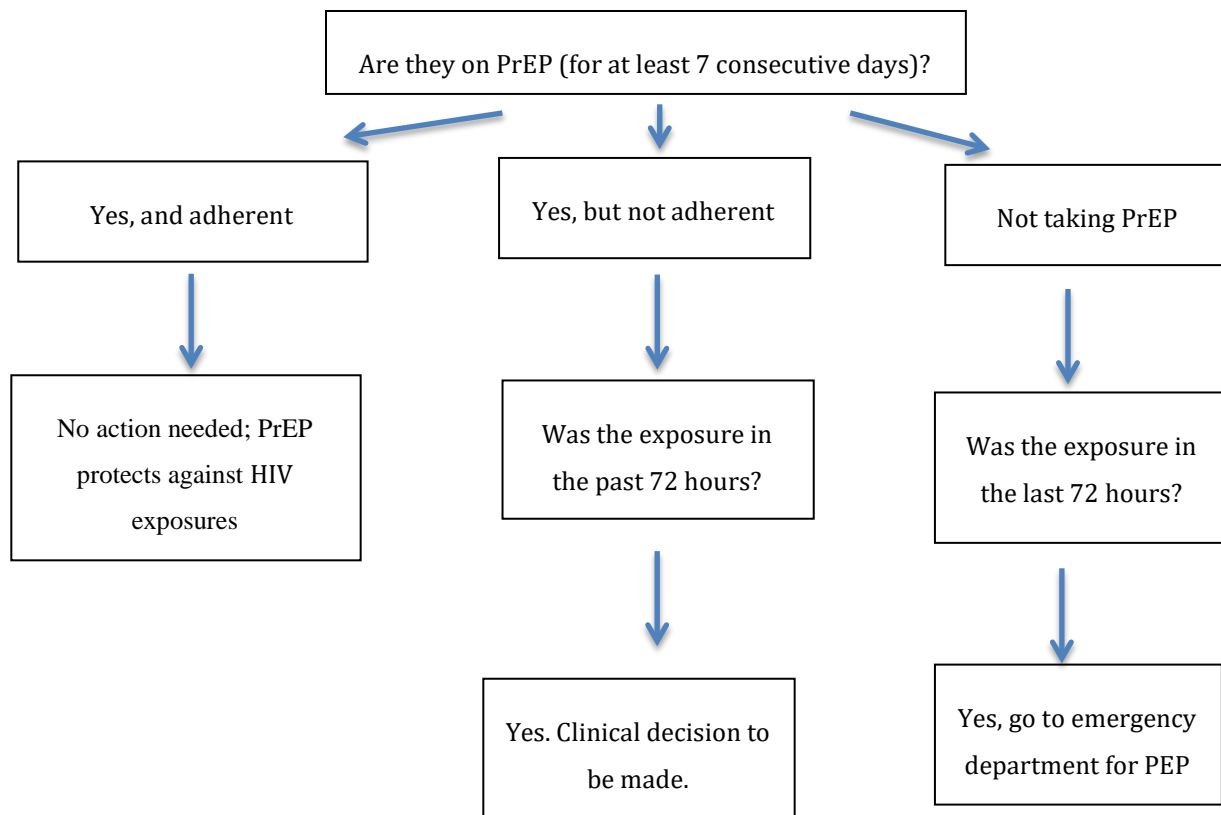 Are they on PrEP (for at least 7 consecutive days)?
Yes, and adherent
Yes, but not adherent
Not taking PrEP
No action needed; PrEP
protects against HIV
exposures
Was the exposure in
the past 72 hours?
Was the exposure in
the last 72 hours?
Yes. Clinical decision to
be made.
Yes, go to emergency
department for PEP